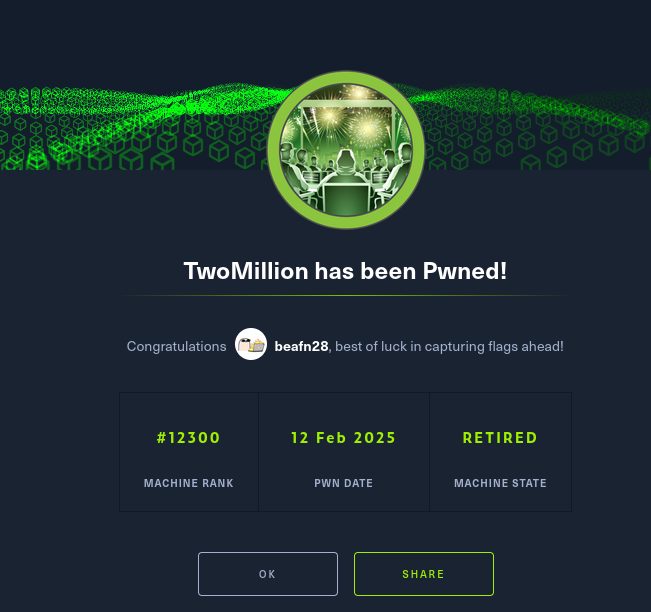 TwoMillion has been Pwned!
Congratulations beafn28, best of luck in capturing flags ahead!
#12300 12 Feb 2025 RETIRED
MACHINE RANK PWN DATE MACHINE STATE
OK SHARE